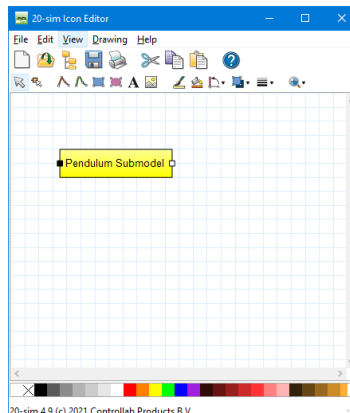 20-sim Icon Editor
File Edit View Drawing Help
A
Pendulum Submodel
20-sim 4.9 (c) 2021 Controllab Products B.V.